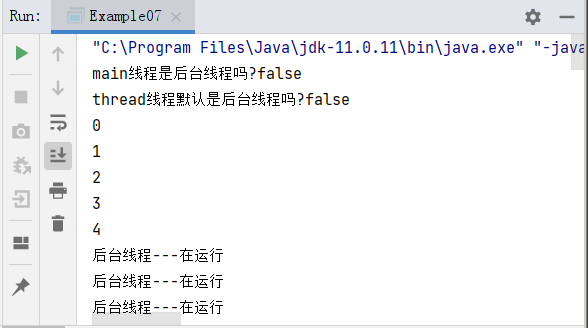 Run: Example07
"C:\Program Files\Java\jdk-11.0.11\bin\java.exe" "-java
main线程是后台线程吗?false
thread线程默认是后台线程吗?false
0
1
2
3
4
后台线程---在运行
后台线程---在运行
后台线程---在运行